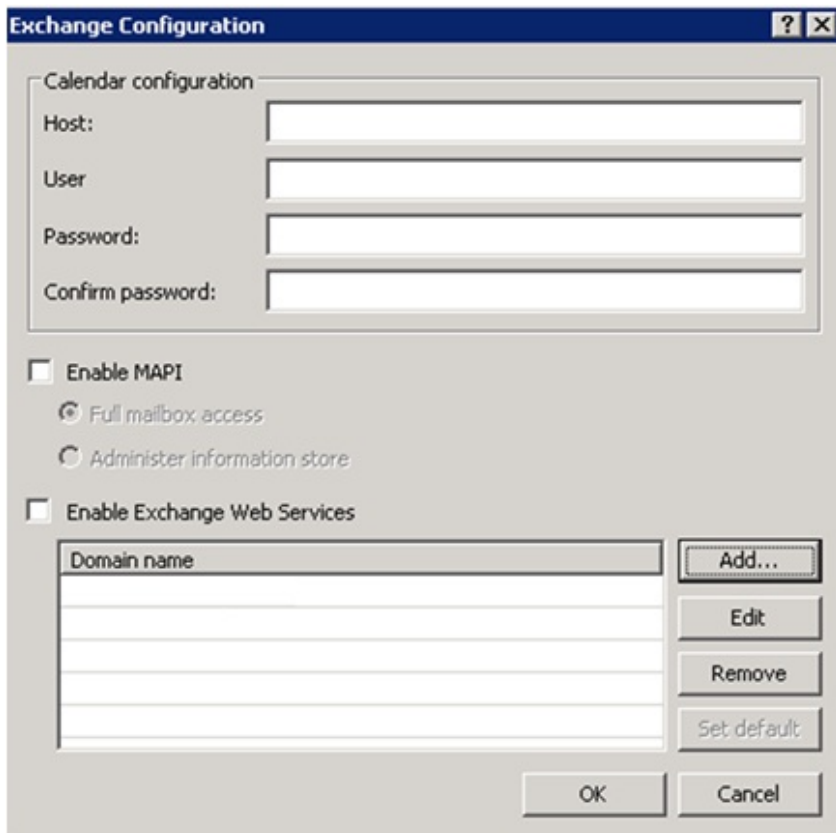 Exchange Configuration
Calendar configuration
Host:
User
Password:
Confirm password:
Enable MAPI
Full mailbox access
Administer information store
Enable Exchange Web Services
Domain name
Add...
Edit
Remove
Set default
OK Cancel